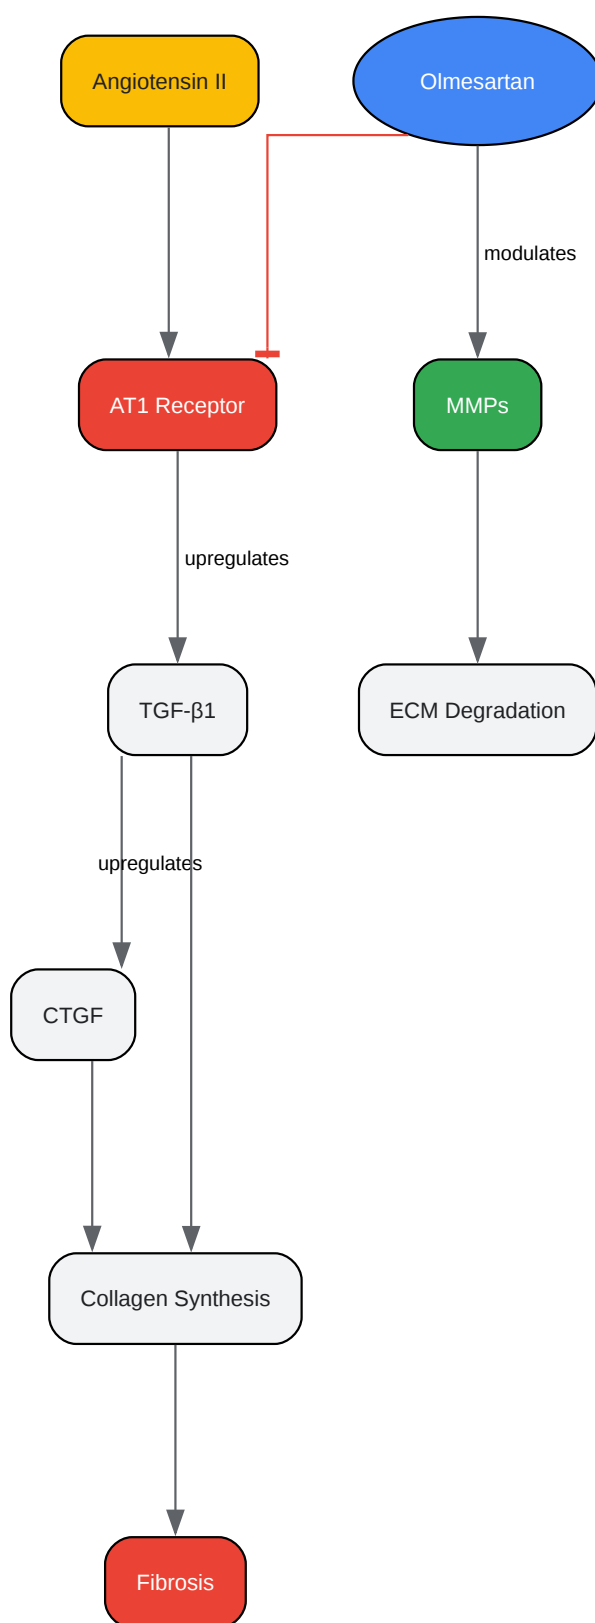 Angiotensin II
Olmesartan
modulates
AT1 Receptor
MMPs
upregulates
TGF-β1
ECM Degradation
upregulates
CTGF
Collagen Synthesis
Fibrosis